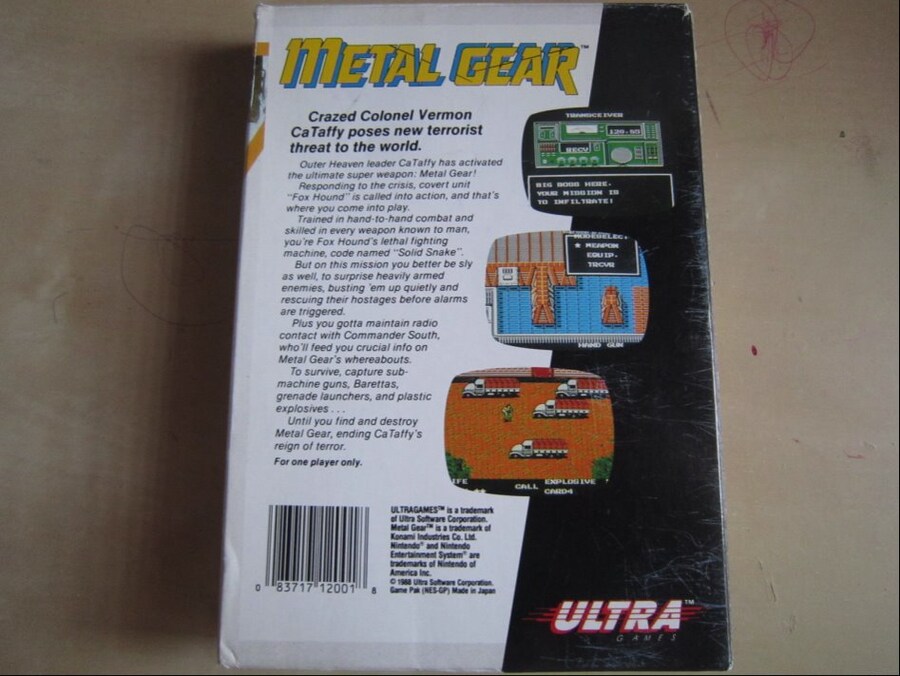 METAL GEAR™
Crazed Colonel Vermon
CaTaffy poses new terrorist
threat to the world.
Outer Heaven leader CaTaffy has activated
the ultimate super weapon: Metal Gear!
Responding to the crisis, covert unit
"Fox Hound" is called into action, and that's
where you come into play.
Trained in hand-to-hand combat and
skilled in every weapon known to man,
you're Fox Hound's lethal fighting
machine, code named "Solid Snake".
But on this mission you better be sly
as well, to surprise heavily armed
enemies, busting 'em up quietly and
rescuing their hostages before alarms
are triggered.
Plus you gotta maintain radio
contact with Commander South,
who'll feed you crucial info on
Metal Gear's whereabouts.
To survive, capture sub-
machine guns, Barettas,
grenade launchers, and plastic
explosives . . .
Until you find and destroy
Metal Gear, ending CaTaffy's
reign of terror.
For one player only.
TRANSCEIVER
120.80
RECV
BIG BOSS HERE.
YOUR MISSION IS
TO INFILTRATE!
MODESELECT
★ WEAPON
EQUIP.
TRCVR
HAND GUN
IFE
CALL
EXPLOSIVE
CARD4
0 83717 12001 8
ULTRAGAMES™ is a trademark
of Ultra Software Corporation.
Metal Gear™ is a trademark of
Konami Industries Co. Ltd.
Nintendo® and Nintendo
Entertainment System® are
trademarks of Nintendo of
America Inc.
© 1988 Ultra Software Corporation.
Game Pak (NES-GP) Made in Japan
ULTRA™
GAMES